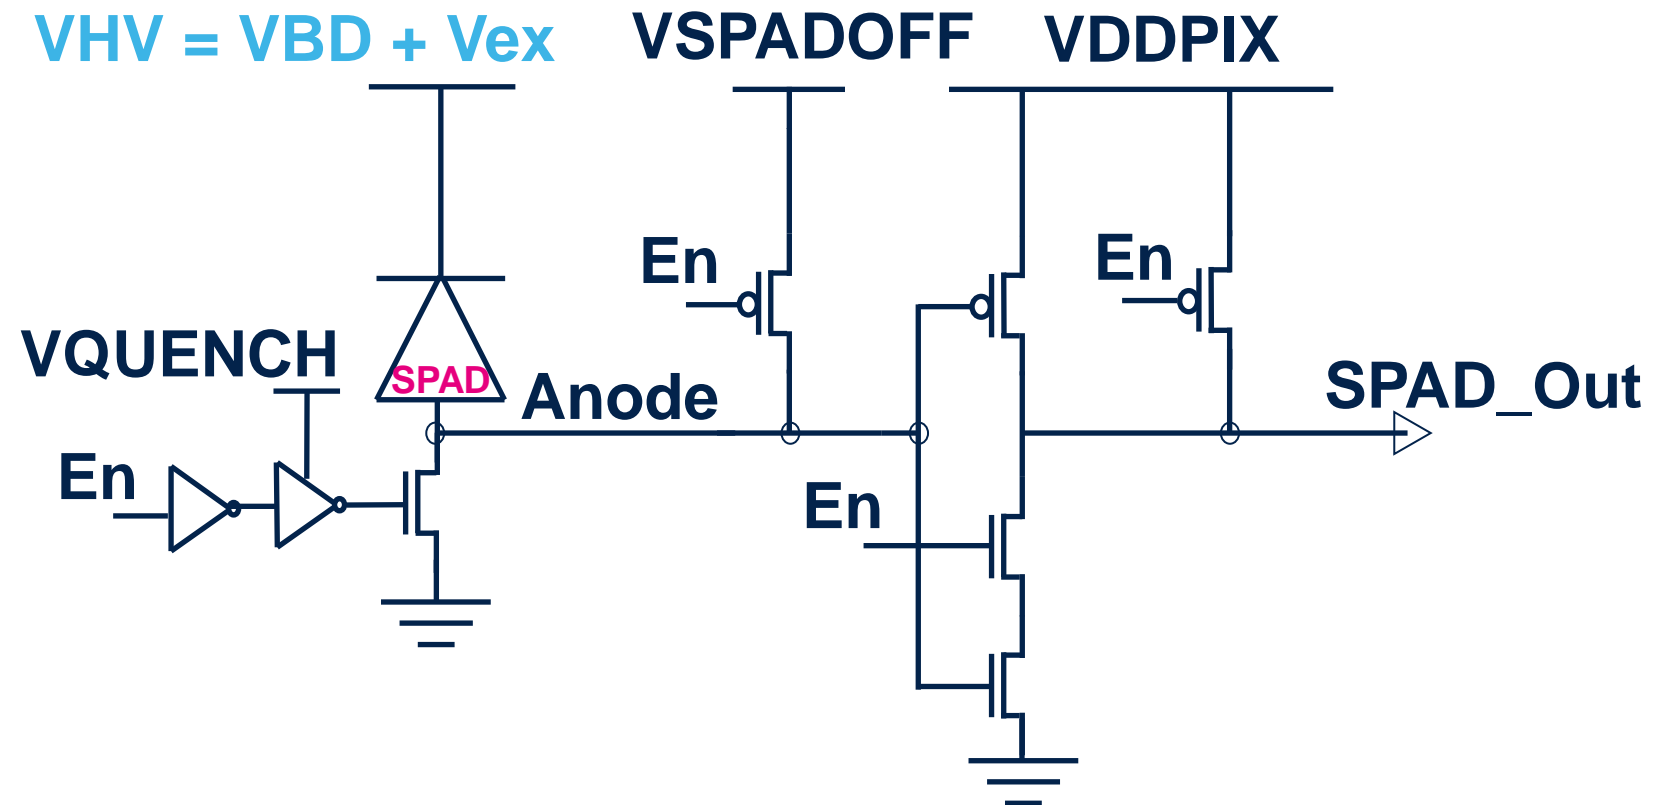 VHV = VBD + Vex
VSPADOFF
VDDPIX
En
En
VQUENCH
SPAD
Anode
SPAD_Out
En
En